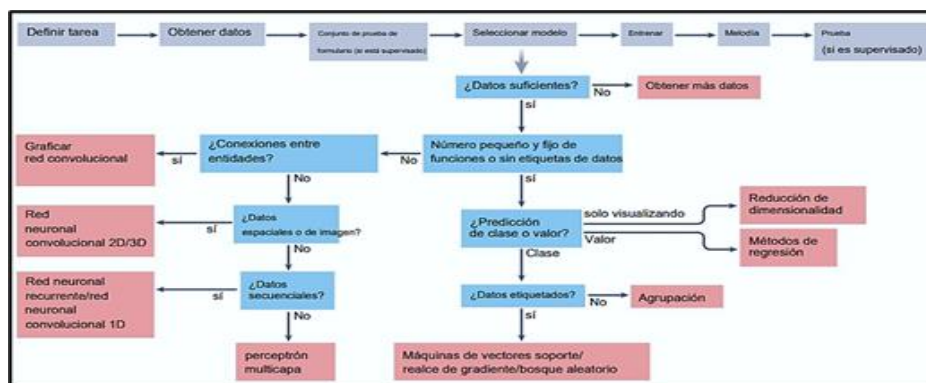 Definir tarea
Obtener datos
Conjunto de prueba de
formulario (si está supervisado)
Seleccionar modelo
Entrenar
Melodía
Prueba
(si es supervisado)
¿Datos suficientes?
No
Obtener más datos
sí
Graficar
red convolucional
sí
¿Conexiones entre
entidades?
No
Número pequeño y fijo de
funciones o sin etiquetas de datos
No
sí
Red
neuronal
convolucional 2D/3D
sí
¿Datos
espaciales o de imagen?
¿Predicción
de clase o valor?
solo visualizando
Valor
Reducción de
dimensionalidad
Métodos de
regresión
No
Clase
Red neuronal
recurrente/red
neuronal
convolucional 1D
sí
¿Datos
secuenciales?
¿Datos etiquetados?
No
Agrupación
No
sí
perceptrón
multicapa
Máquinas de vectores soporte/
realce de gradiente/bosque aleatorio